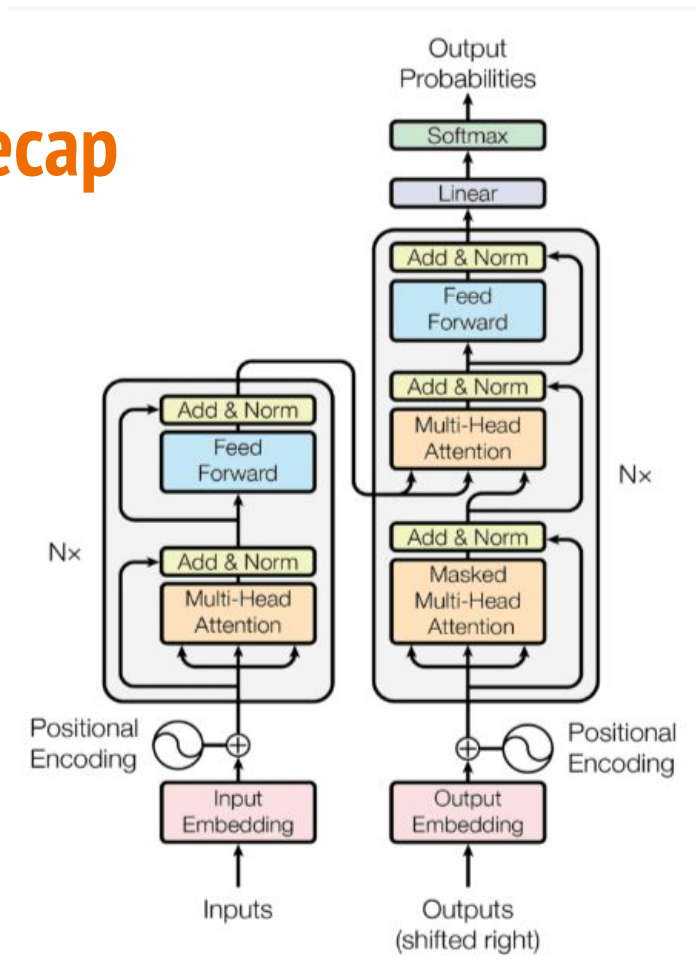 ecap
Output
Probabilities
Softmax
Linear
Add & Norm
Feed
Forward
Add & Norm
Multi-Head
Attention
Nx
Add & Norm
Masked
Multi-Head
Attention
Positional
Encoding
Output
Embedding
Outputs
(shifted right)
Add & Norm
Feed
Forward
Nx
Add & Norm
Multi-Head
Attention
Positional
Encoding
Input
Embedding
Inputs